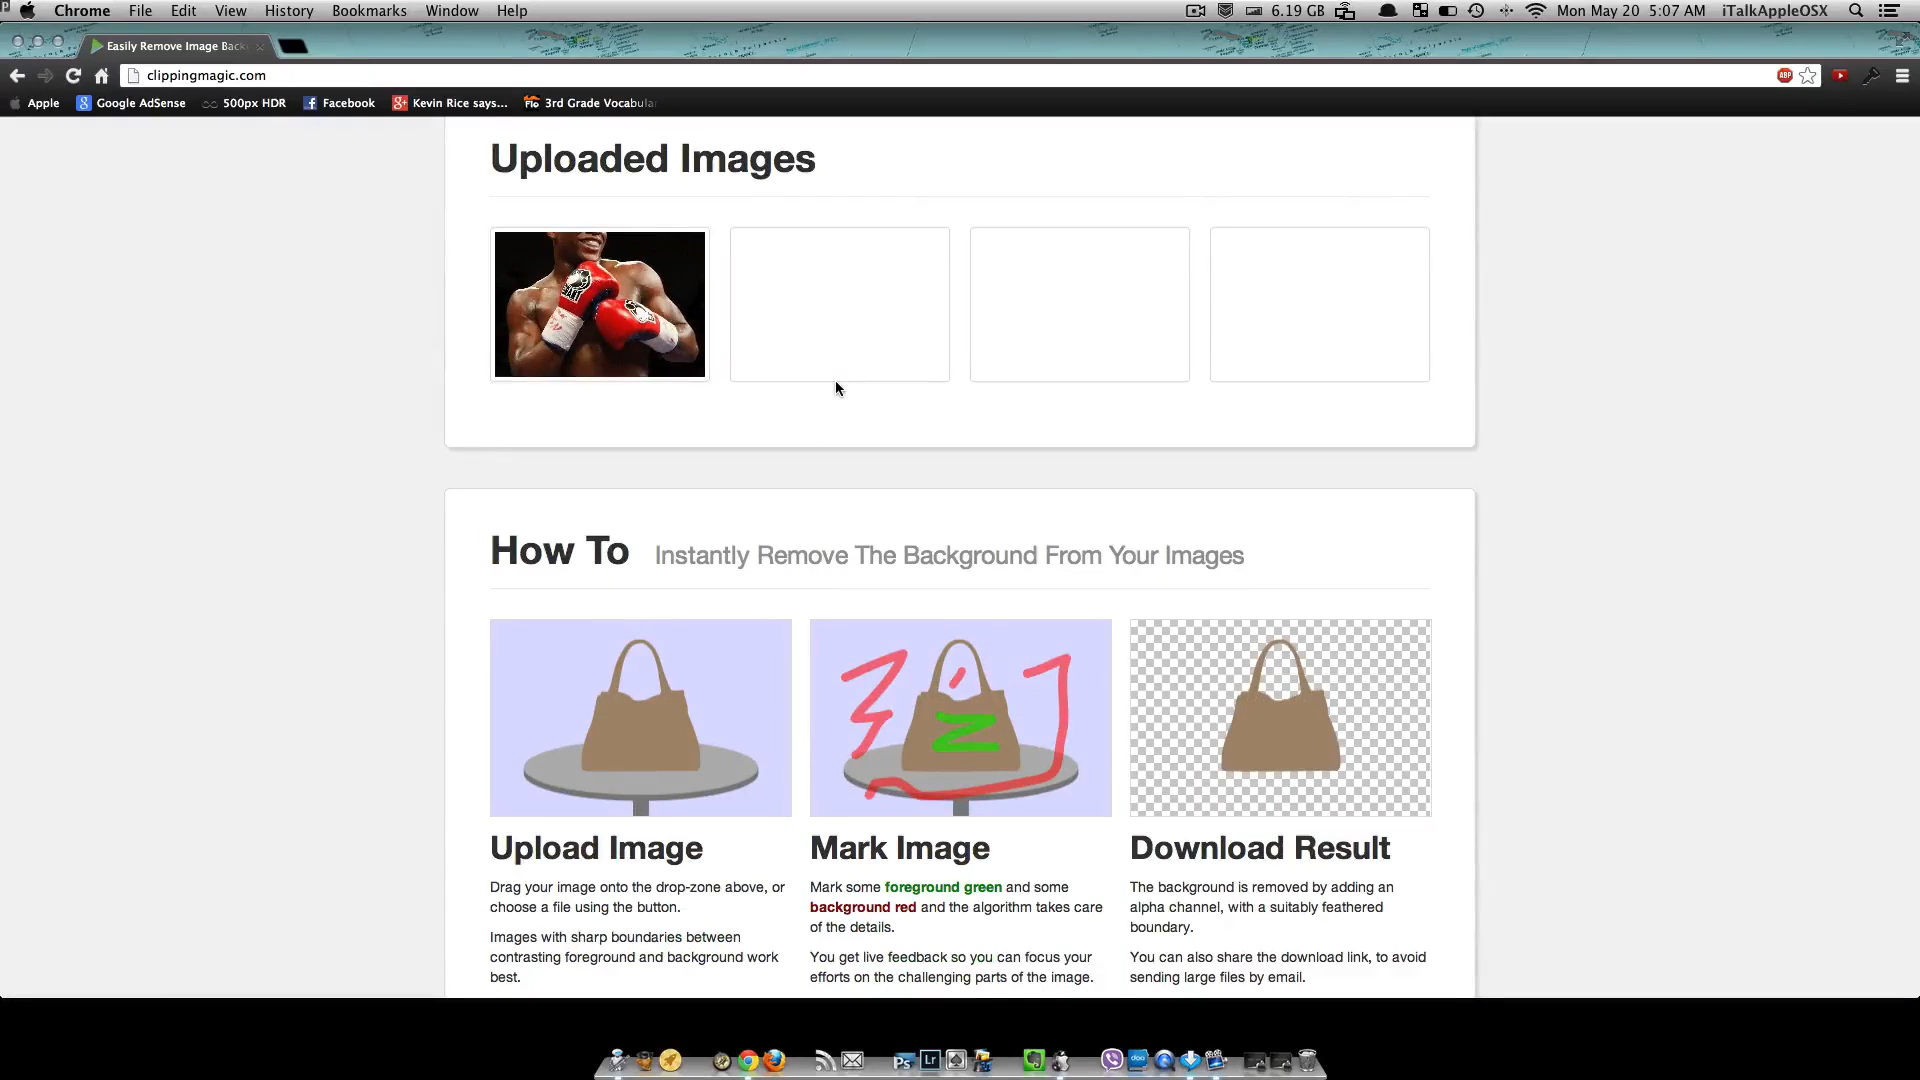 Chrome File Edit View History Bookmarks Window Help 6.19 GB Mon May 20 5:07 AM iTalkAppleOSX
Easily Remove Image Back
clippingmagic.com ABP
Apple Google AdSense 500px HDR Facebook Kevin Rice says... Flo 3rd Grade Vocabular
Uploaded Images
How To Instantly Remove The Background From Your Images
Upload Image
Drag your image onto the drop-zone above, or
choose a file using the button.
Images with sharp boundaries between
contrasting foreground and background work
best.
Mark Image
Mark some foreground green and some
background red and the algorithm takes care
of the details.
You get live feedback so you can focus your
efforts on the challenging parts of the image.
Download Result
The background is removed by adding an
alpha channel, with a suitably feathered
boundary.
You can also share the download link, to avoid
sending large files by email.
Ps Lr doo